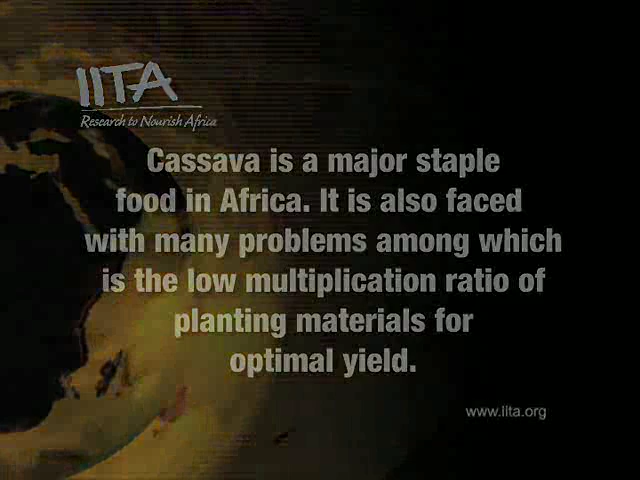 IITA
Research to Nourish Africa
Cassava is a major staple
food in Africa. It is also faced
with many problems among which
is the low multiplication ratio of
planting materials for
optimal yield.
www.iita.org